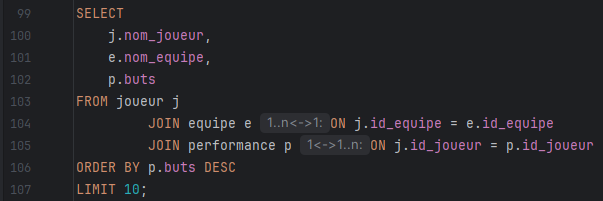 99 SELECT
100 j.nom_joueur,
101 e.nom_equipe,
102 p.buts
103 FROM joueur j
104 JOIN equipe e 1..n<->1: ON j.id_equipe = e.id_equipe
105 JOIN performance p 1<->1..n: ON j.id_joueur = p.id_joueur
106 ORDER BY p.buts DESC
107 LIMIT 10;